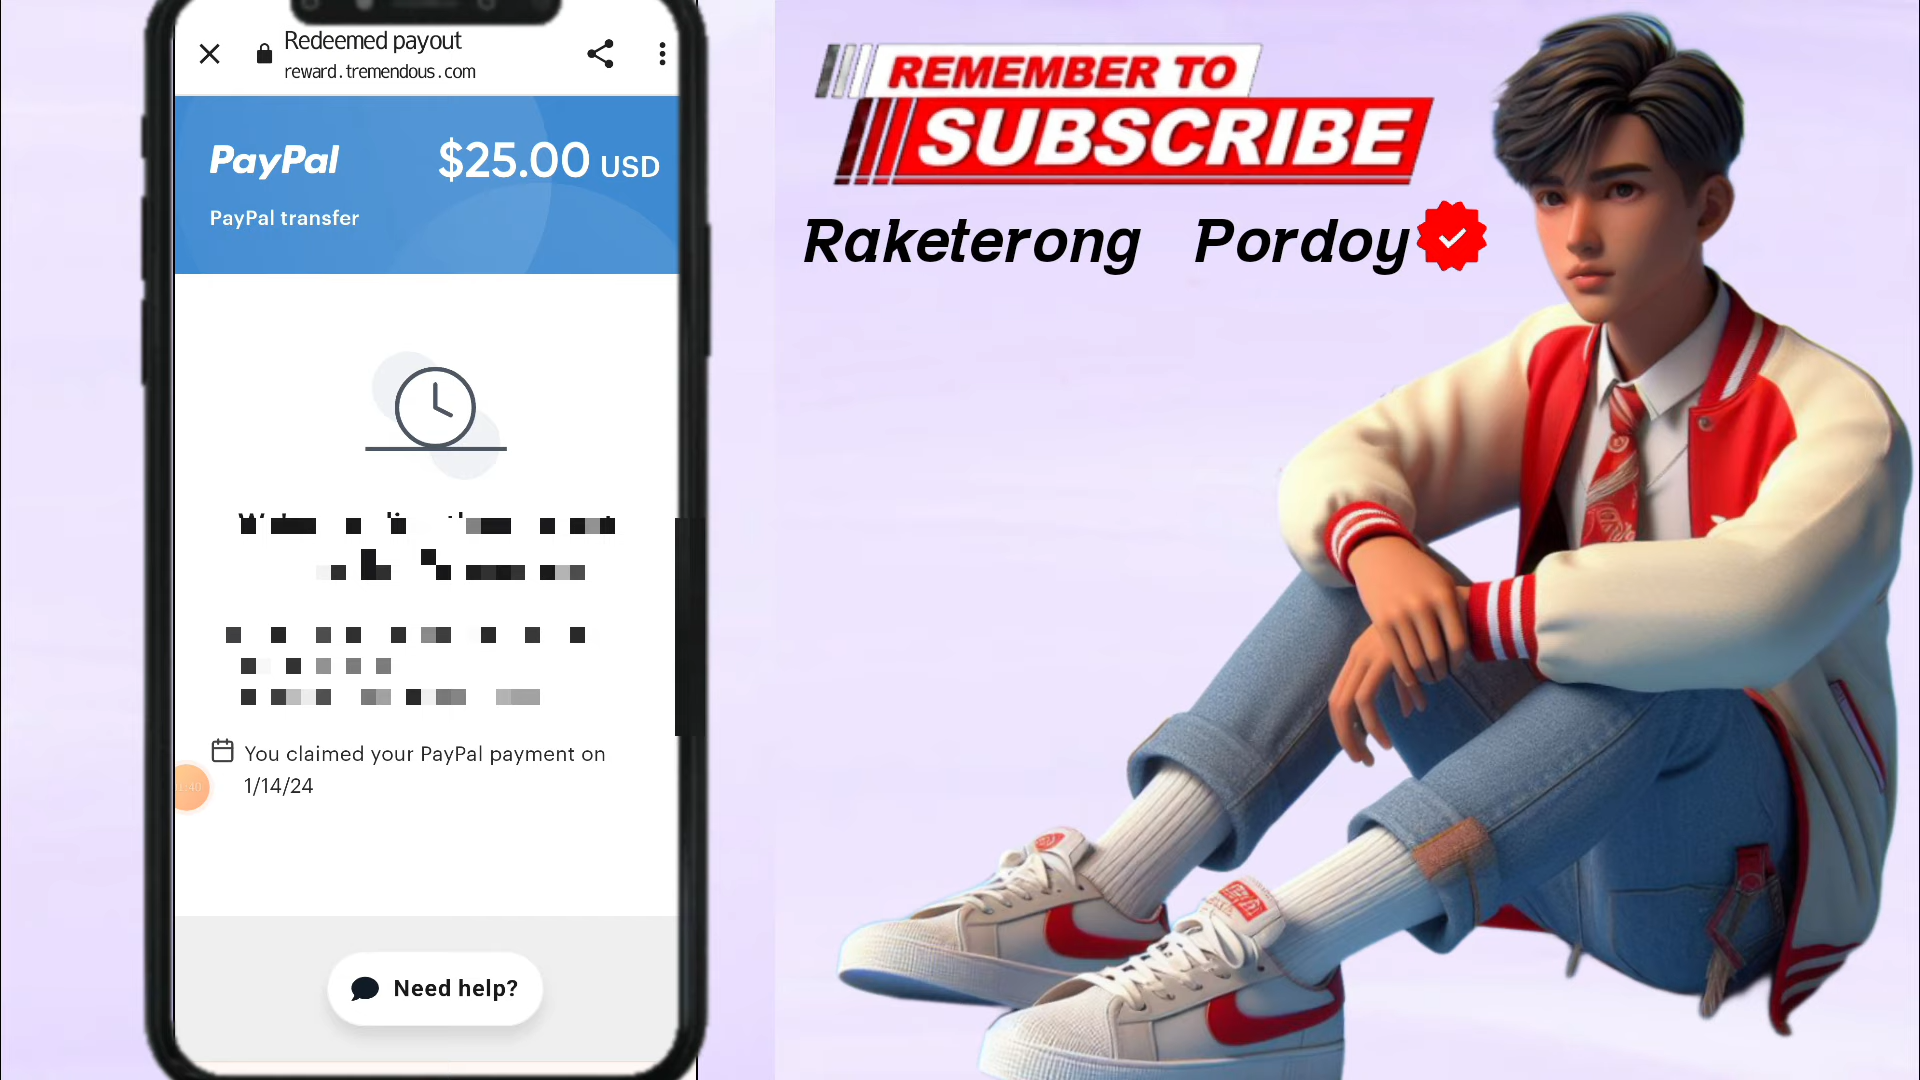 Redeemed payout
reward.tremendous.com
PayPal
$25.00 USD
PayPal transfer
You claimed your PayPal payment on
1/14/24
Need help?
REMEMBER TO
SUBSCRIBE
Raketerong Pordoy